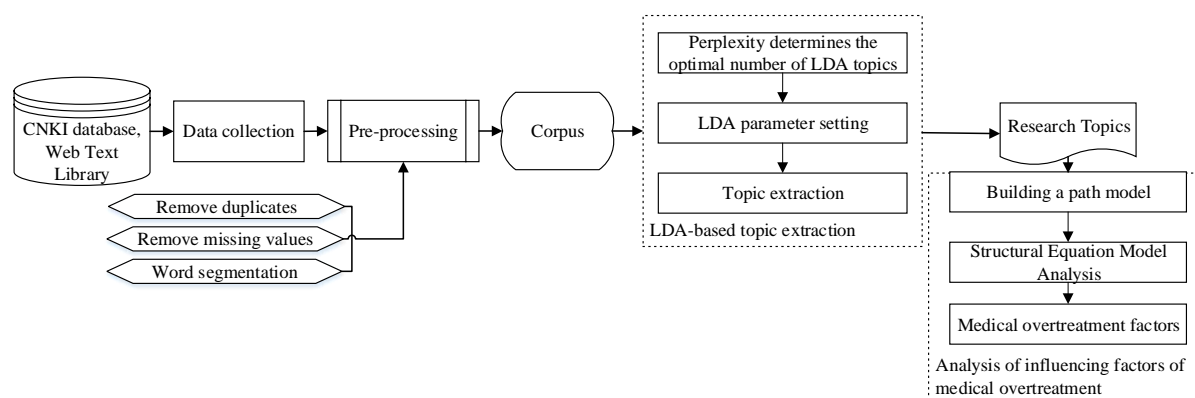 CNKI database,
Web Text
Library
Data collection
Pre-processing
Corpus
Remove duplicates
Remove missing values
Word segmentation
Perplexity determines the
optimal number of LDA topics
LDA parameter setting
Topic extraction
LDA-based topic extraction
Research Topics
Building a path model
Structural Equation Model
Analysis
Medical overtreatment factors
Analysis of influencing factors of
medical overtreatment